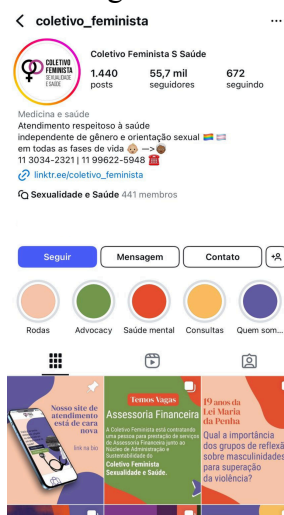 coletivo_feminista
COLETIVO
FEMINISTA
SEXUALIDADE
E SAÚDE
Coletivo Feminista S Saúde
1.440
posts
55,7 mil
seguidores
672
seguindo
Medicina e saúde
Atendimento respeitoso à saúde
independente de gênero e orientação sexual 🏳️‍🌈 🏳️‍⚧️
em todas as fases de vida 👶🏼 —>👵🏾
11 3034-2321 | 11 99622-5948 ☎️
linktr.ee/coletivo_feminista
Sexualidade e Saúde 441 membros
Seguir
Mensagem
Contato
Rodas
Advocacy
Saúde mental
Consultas
Quem som...
Nosso site de
atendimento
está de cara
nova
link na bio
Temos Vagas
Assessoria Financeira
A Coletivo Feminista está contratando
uma pessoa para prestação de serviços
de Assessoria Financeira junto ao
Núcleo de Administração e
Sustentabilidade do
Coletivo Feminista
Sexualidade e Saúde.
19 anos da
Lei Maria
da Penha
Qual a importância
dos grupos de reflexã
sobre masculinidades
para superação
da violência?